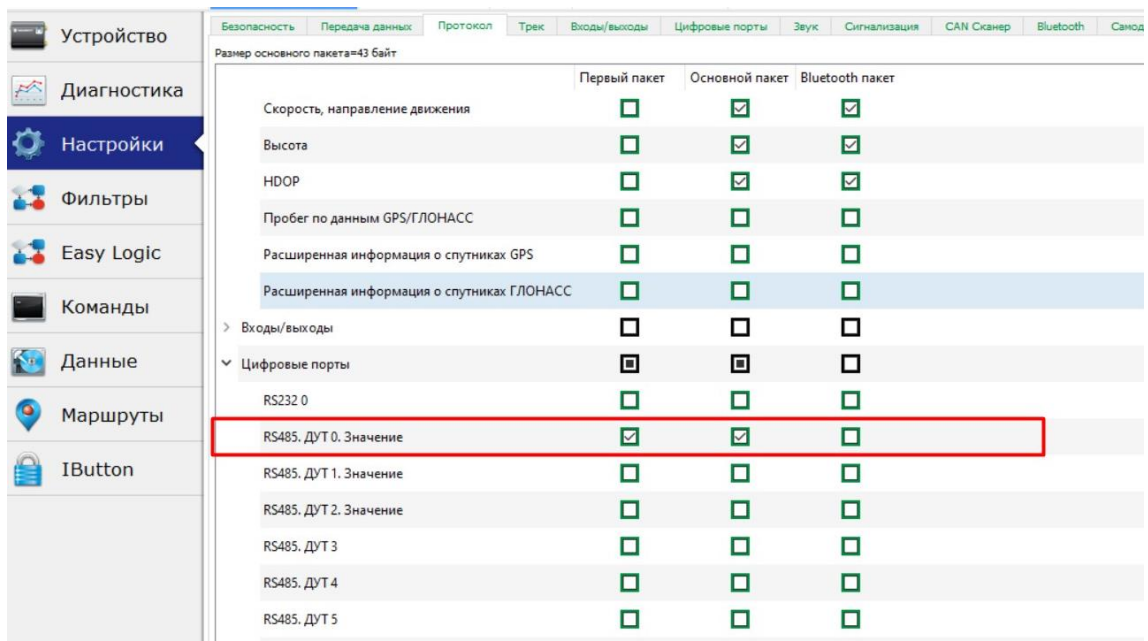 Устройство
Диагностика
Настройки
Фильтры
Easy Logic
Команды
Данные
Маршруты
IButton
Безопасность Передача данных Протокол Трек Входы/выходы Цифровые порты Звук Сигнализация CAN Сканер Bluetooth
Размер основного пакета=43 байт
Первый пакет Основной пакет Bluetooth пакет
Скорость, направление движения
Высота
HDOP
Пробег по данным GPS/ГЛОНАСС
Расширенная информация о спутниках GPS
Расширенная информация о спутниках ГЛОНАСС
Входы/выходы
Цифровые порты
RS232 0
RS485. ДУТ 0. Значение
RS485. ДУТ 1. Значение
RS485. ДУТ 2. Значение
RS485. ДУТ 3
RS485. ДУТ 4
RS485. ДУТ 5